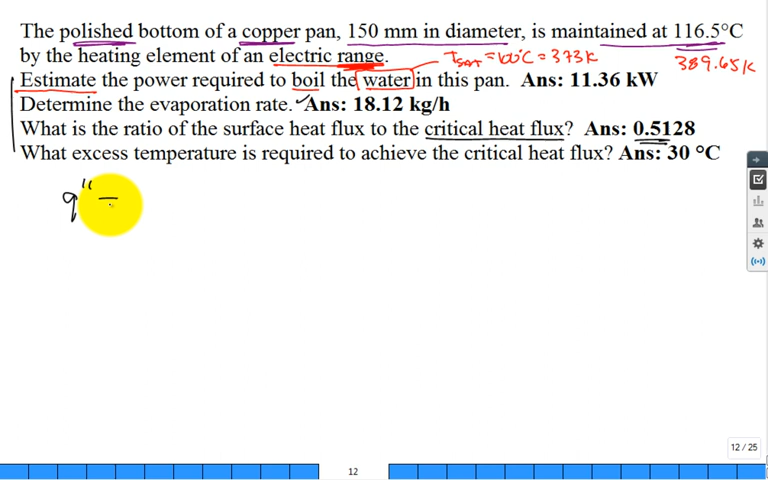 The polished bottom of a copper pan, 150 mm in diameter, is maintained at 116.5°C
by the heating element of an electric range.
TSAT = 100°C = 373K
389.65K
Estimate the power required to boil the water in this pan. Ans: 11.36 kW
Determine the evaporation rate. Ans: 18.12 kg/h
What is the ratio of the surface heat flux to the critical heat flux? Ans: 0.5128
What excess temperature is required to achieve the critical heat flux? Ans: 30 °C
q" =
12 / 25
12